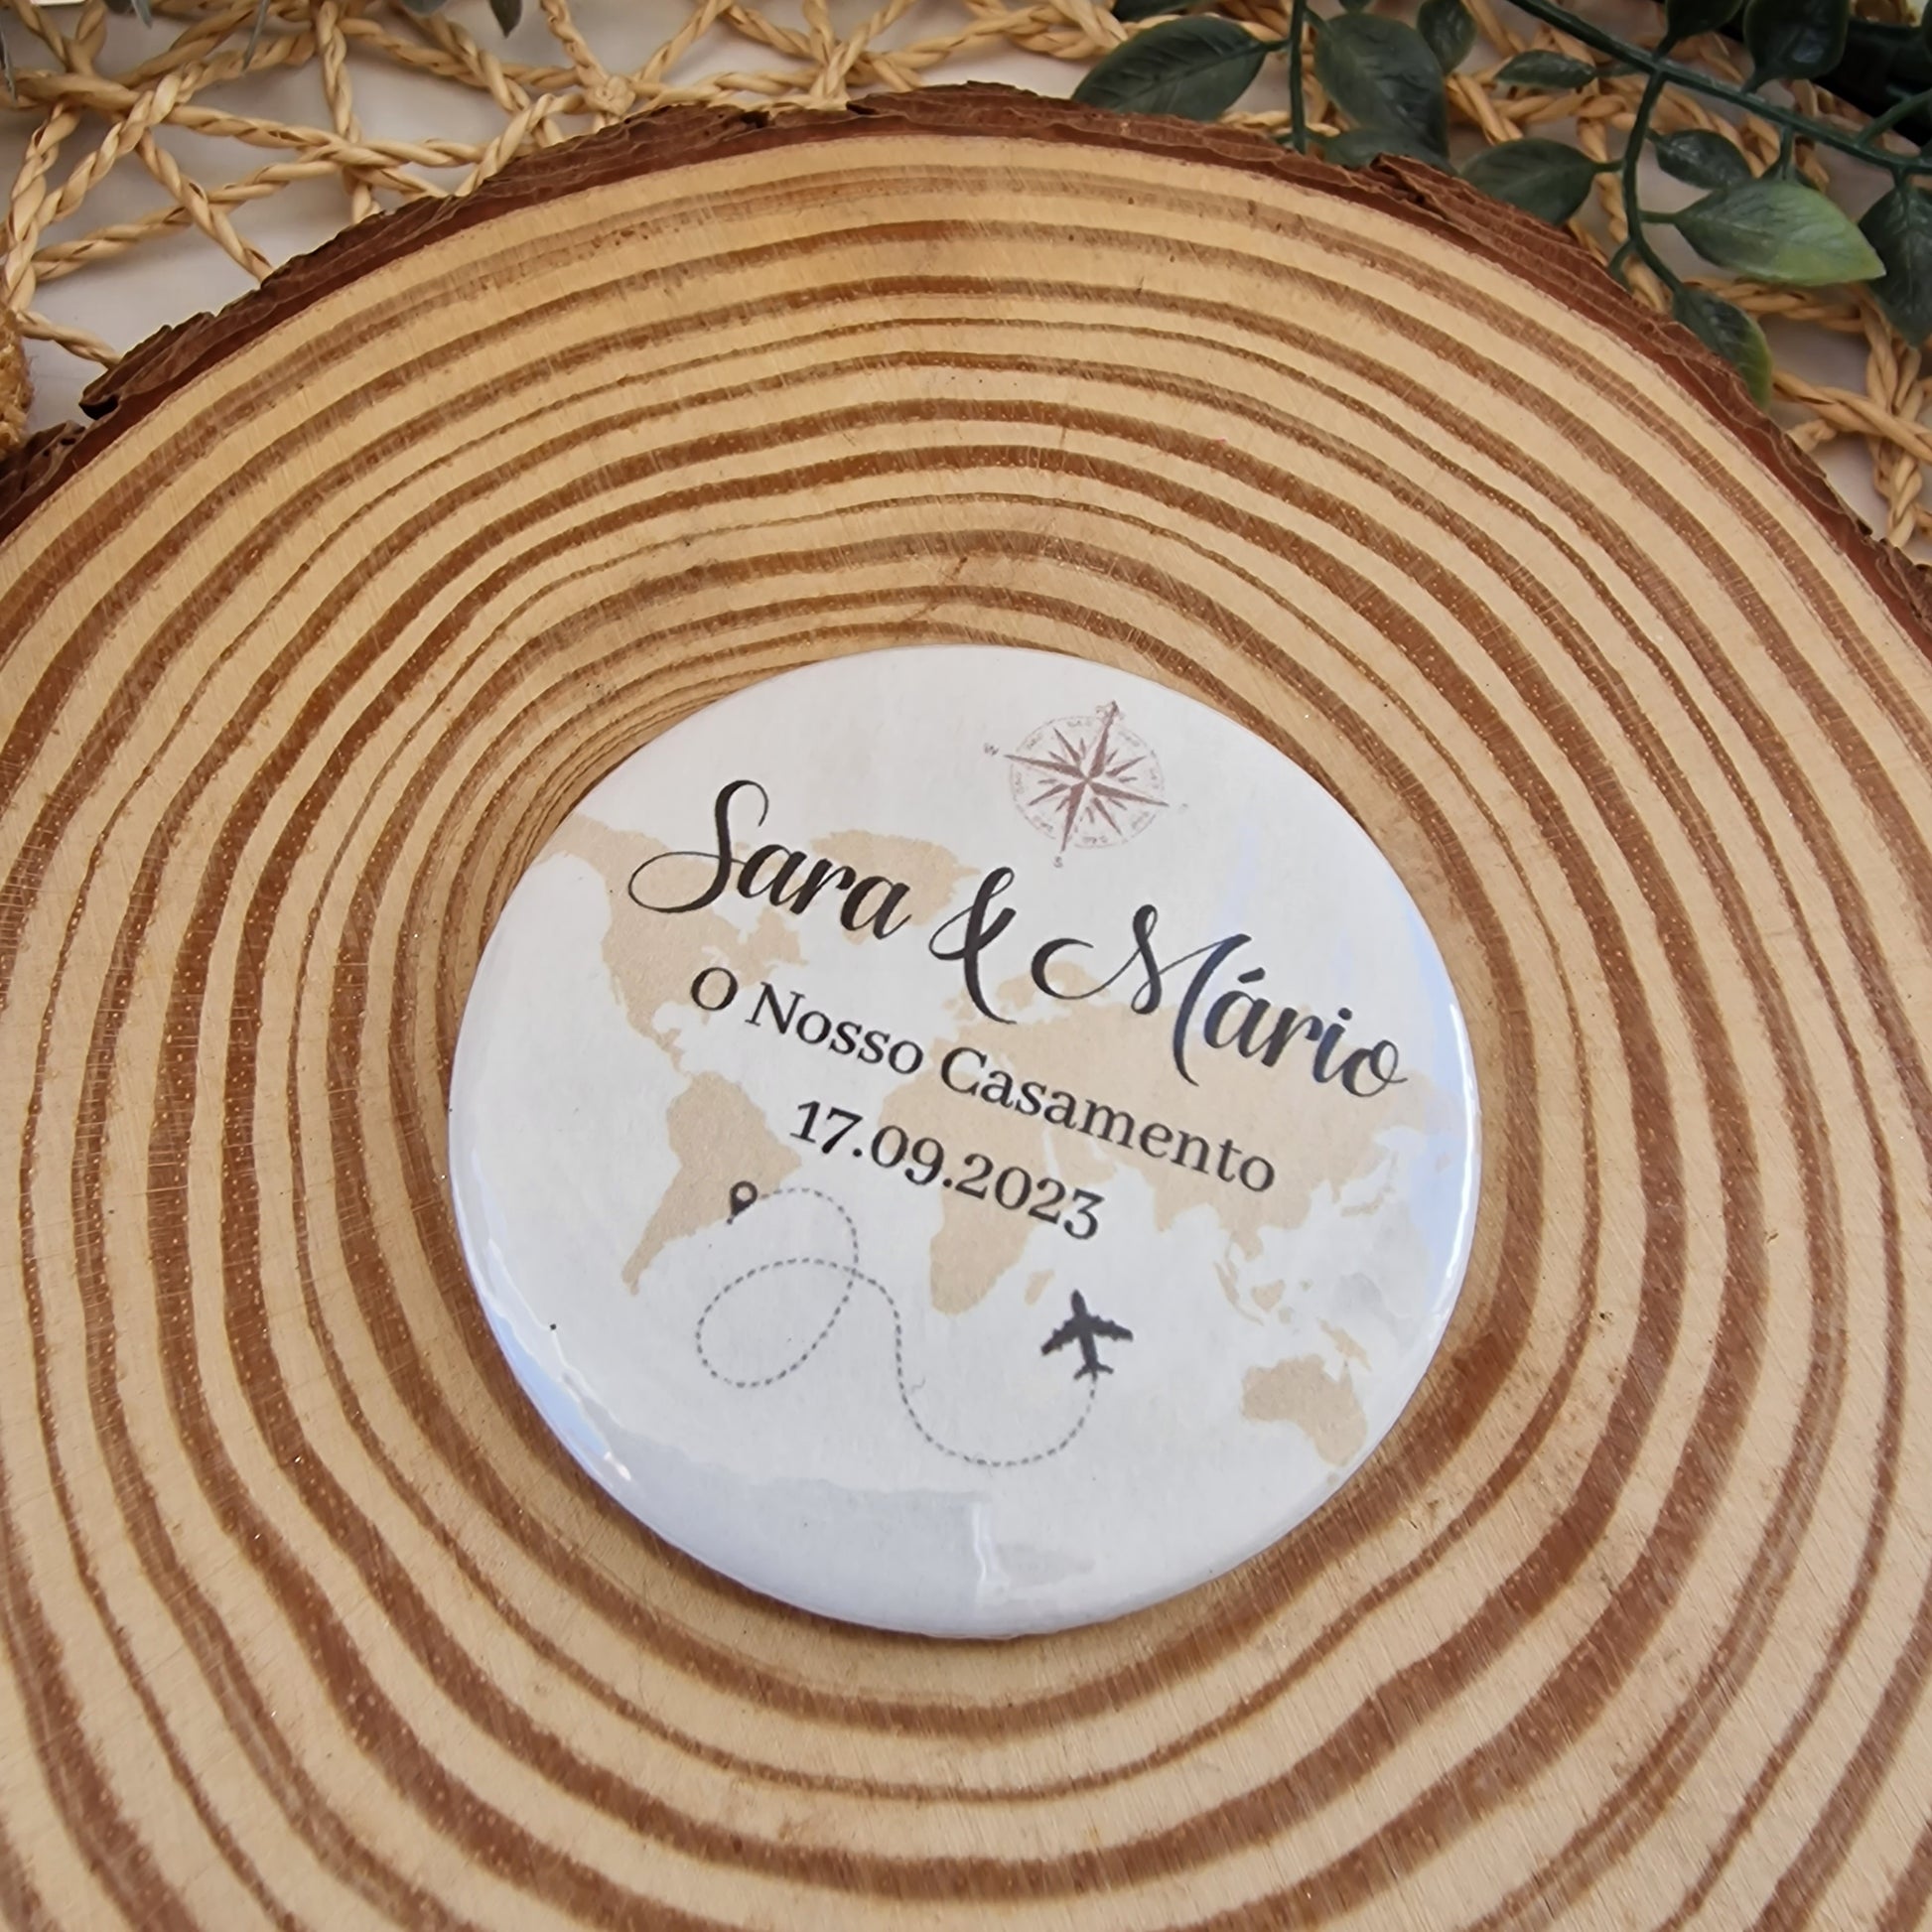 W
S
Sara & Mário
O Nosso Casamento
17.09.2023